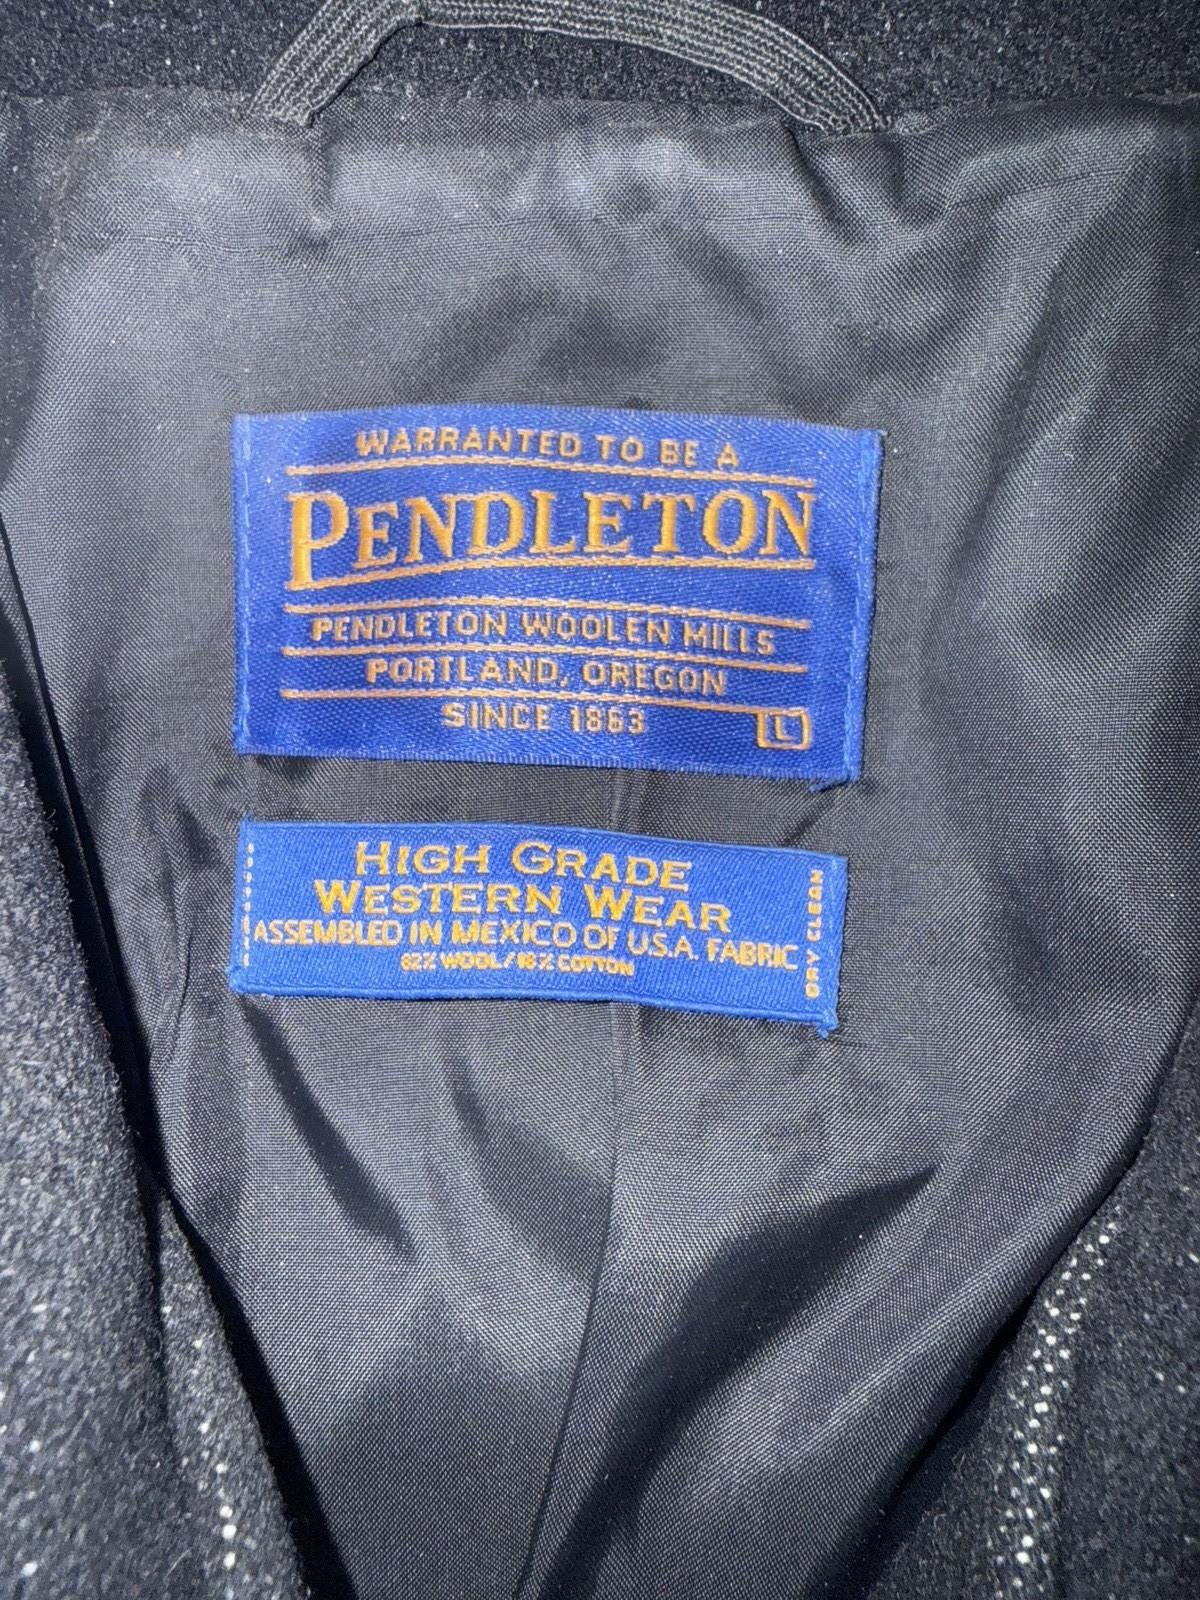 WARRANTED TO BE A
PENDLETON
PENDLETON WOOLEN MILLS
PORTLAND, OREGON
SINCE 1863
L
HIGH GRADE
WESTERN WEAR
ASSEMBLED IN MEXICO OF U.S.A. FABRIC
82% WOOL/18% COTTON
DRY CLEAN